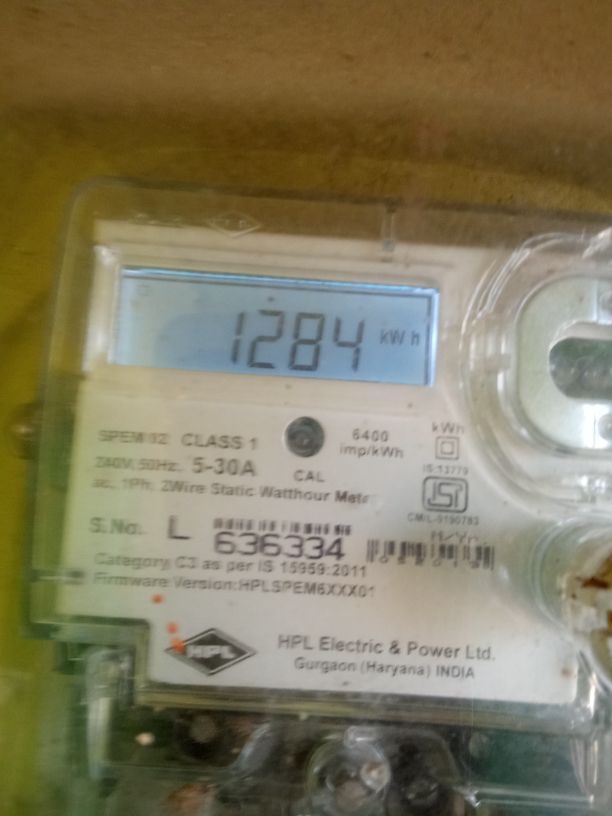 1284 kWh
SPEM 02 CLASS 1
6400
imp/kWh
kWh
240V, 50Hz, 5-30A
CAL
IS:13779
ac, 1Ph, 2Wire Static Watthour Meter
ISI
S.No. L 636334
M/Yr.
Category C3 as per IS 15959:2011
Firmware Version:HPLSPEM6XXX01
HPL
HPL Electric & Power Ltd.
Gurgaon (Haryana) INDIA